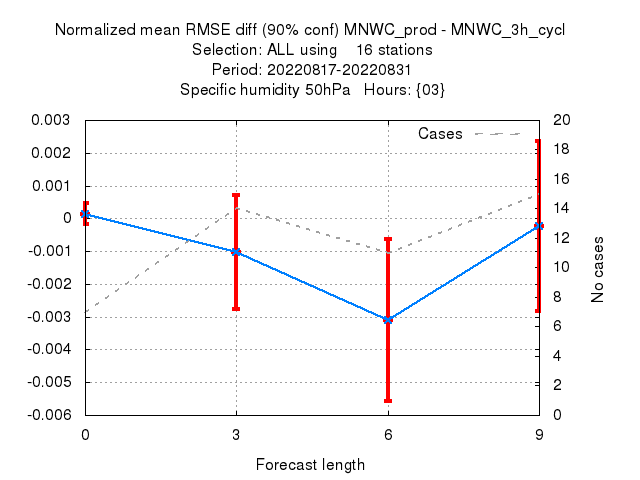 Normalized mean RMSE diff (90% conf) MNWC_prod - MNWC_3h_cycl
Selection: ALL using    16 stations
Period: 20220817-20220831
Specific humidity 50hPa   Hours: {03}
Cases
0.003
0.002
0.001
0
-0.001
-0.002
-0.003
-0.004
-0.005
-0.006
20
18
16
14
12
10
8
6
4
2
0
No cases
0 3 6 9
Forecast length